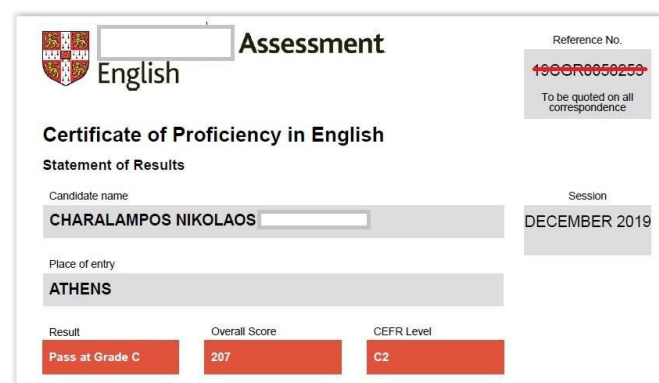 Assessment
English
Reference No.
To be quoted on all
correspondence
Certificate of Proficiency in English
Statement of Results
Candidate name
CHARALAMPOS NIKOLAOS
Session
DECEMBER 2019
Place of entry
ATHENS
Result Overall Score CEFR Level
Pass at Grade C 207 C2